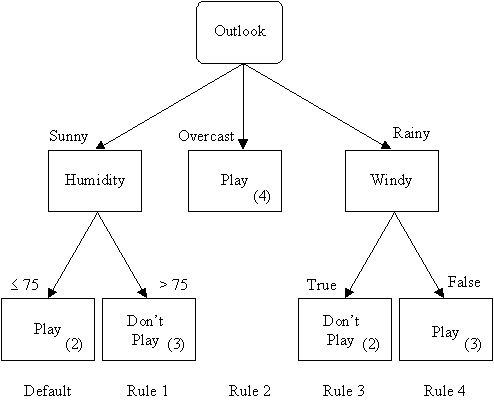 Outlook
Sunny
Overcast
Rainy
Humidity
Play
(4)
Windy
≤ 75
> 75
True
False
Play
(2)
Don't
Play (3)
Don't
Play (2)
Play
(3)
Default
Rule 1
Rule 2
Rule 3
Rule 4